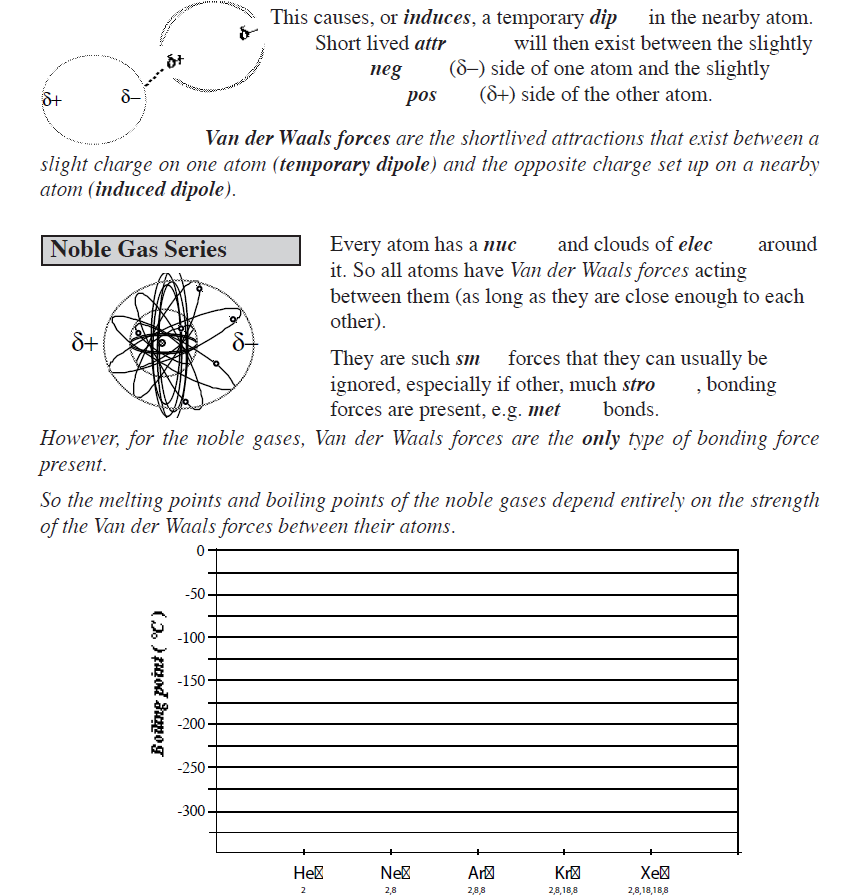 This causes, or induces, a temporary dip in the nearby atom.
Short lived attr will then exist between the slightly
neg (δ–) side of one atom and the slightly
pos (δ+) side of the other atom.
δ–
δ+
δ+ δ–
Van der Waals forces are the shortlived attractions that exist between a
slight charge on one atom (temporary dipole) and the opposite charge set up on a nearby
atom (induced dipole).
Noble Gas Series
Every atom has a nuc and clouds of elec around
it. So all atoms have Van der Waals forces acting
between them (as long as they are close enough to each
other).
δ+ δ–
They are such sm forces that they can usually be
ignored, especially if other, much stro , bonding
forces are present, e.g. met bonds.
However, for the noble gases, Van der Waals forces are the only type of bonding force
present.
So the melting points and boiling points of the noble gases depend entirely on the strength
of the Van der Waals forces between their atoms.
Boiling point ( °C )
0
-50
-100
-150
-200
-250
-300
He Ne Ar Kr Xe
2 2,8 2,8,8 2,8,18,8 2,8,18,18,8